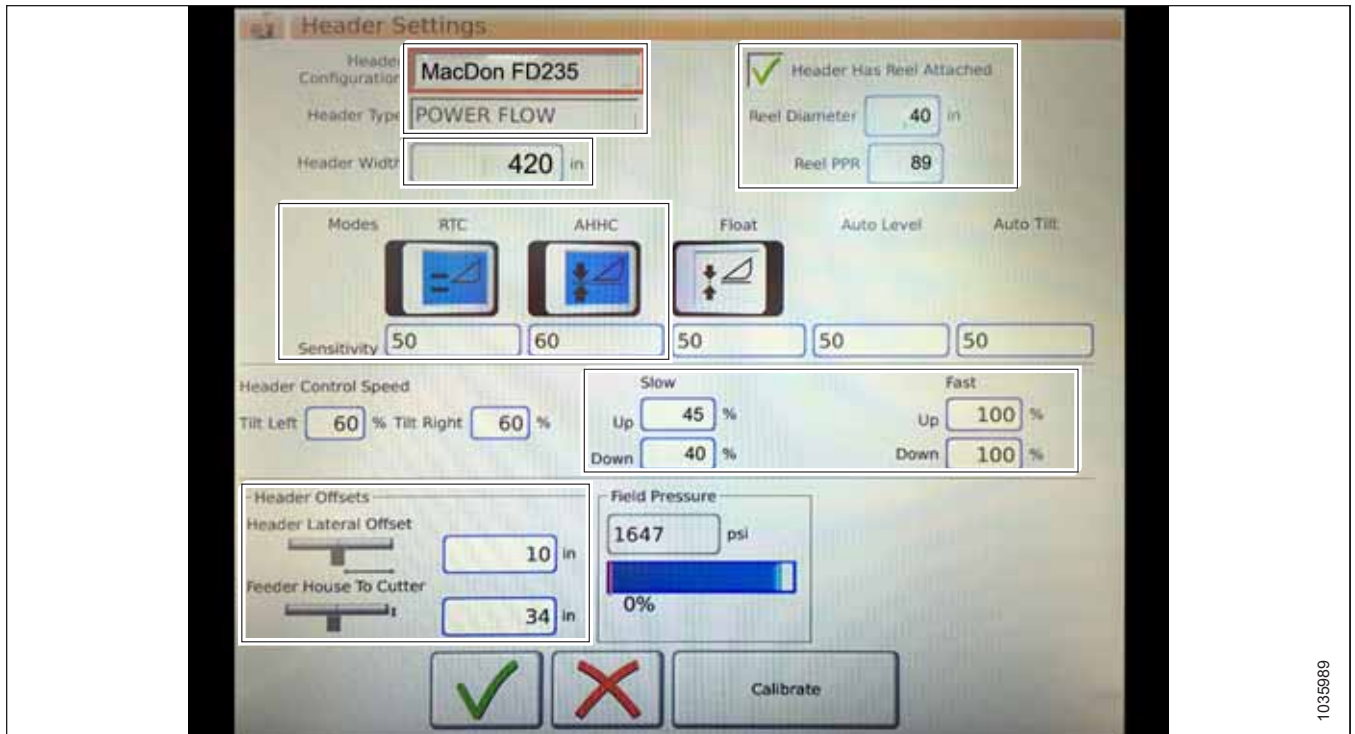 Header Settings
Header
Configuration
MacDon FD235
Header Type
POWER FLOW
Header Width
420 in
Header Has Reel Attached
Reel Diameter 40 in
Reel PPR 89
Modes RTC AHHC Float Auto Level Auto Tilt
Sensitivity 50 60 50 50 50
Header Control Speed
Tilt Left 60 % Tilt Right 60 %
Slow Fast
Up 45 % Up 100 %
Down 40 % Down 100 %
Header Offsets
Header Lateral Offset
10 in
Feeder House To Cutter
34 in
Field Pressure
1647 psi
0%
Calibrate
1035989